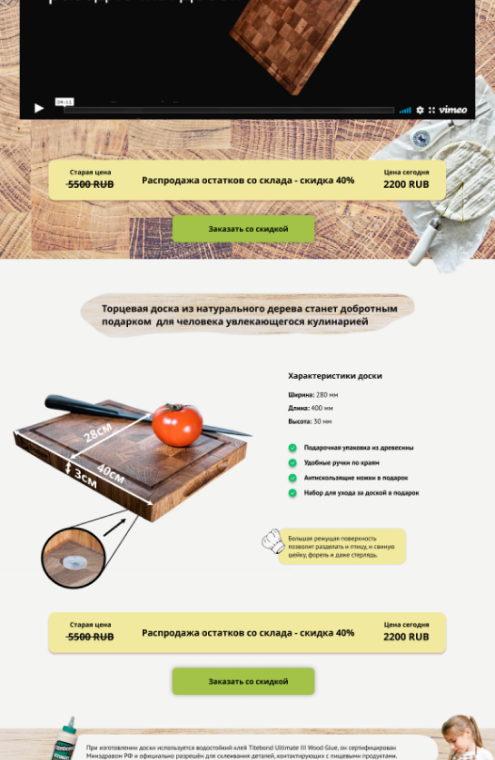 04:11
vimeo
Старая цена
5500 RUB
Распродажа остатков со склада - скидка 40%
Цена сегодня
2200 RUB
Заказать со скидкой
Торцевая доска из натурального дерева станет добротным
подарком для человека увлекающегося кулинарией
Характеристики доски
Ширина: 280 мм
Длина: 400 мм
Высота: 30 мм
28см
40см
3см
Подарочная упаковка из древесины
Удобные ручки по краям
Антискользящие ножки в подарок
Набор для ухода за доской в подарок
Большая режущая поверхность
позволит разделать и птицу, и свиную
шейку, форель и даже стерлядь.
Старая цена
5500 RUB
Распродажа остатков со склада - скидка 40%
Цена сегодня
2200 RUB
Заказать со скидкой
При изготовлении доски используется водостойкий клей Titebond Ultimate III Wood Glue, он сертифицирован
Минздравом РФ и официально разрешён для склеивания деталей, контактирующих с пищевыми продуктами.